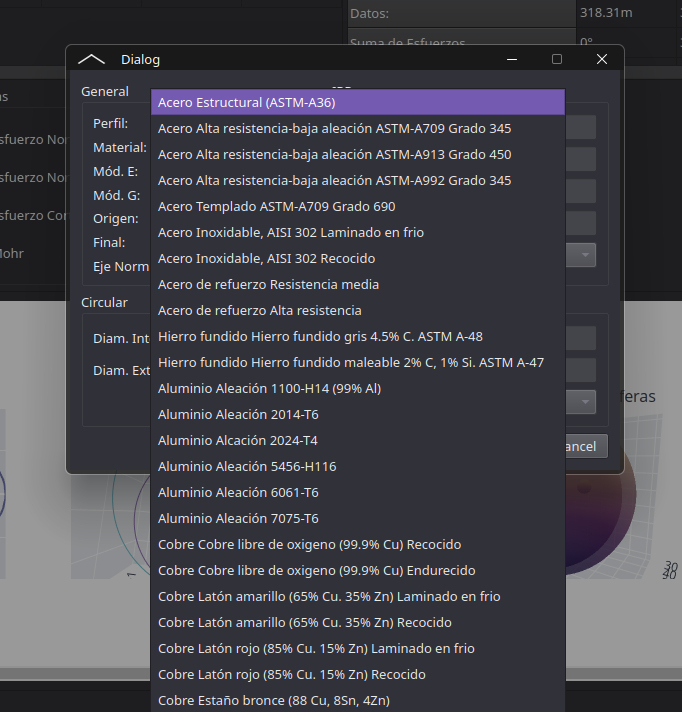 Datos:
318.31m
Suma de Esfuerzos
0°
Dialog
General
Perfil:
Material:
Mód. E:
Mód. G:
Origen:
Final:
Eje Norm
Circular
Diam. Int
Diam. Ext
Acero Estructural (ASTM-A36)
Acero Alta resistencia-baja aleación ASTM-A709 Grado 345
Acero Alta resistencia-baja aleación ASTM-A913 Grado 450
Acero Alta resistencia-baja aleación ASTM-A992 Grado 345
Acero Templado ASTM-A709 Grado 690
Acero Inoxidable, AISI 302 Laminado en frio
Acero Inoxidable, AISI 302 Recocido
Acero de refuerzo Resistencia media
Acero de refuerzo Alta resistencia
Hierro fundido Hierro fundido gris 4.5% C. ASTM A-48
Hierro fundido Hierro fundido maleable 2% C, 1% Si. ASTM A-47
Aluminio Aleación 1100-H14 (99% Al)
Aluminio Aleación 2014-T6
Aluminio Alcación 2024-T4
Aluminio Aleación 5456-H116
Aluminio Aleación 6061-T6
Aluminio Aleación 7075-T6
Cobre Cobre libre de oxigeno (99.9% Cu) Recocido
Cobre Cobre libre de oxigeno (99.9% Cu) Endurecido
Cobre Latón amarillo (65% Cu. 35% Zn) Laminado en frio
Cobre Latón amarillo (65% Cu. 35% Zn) Recocido
Cobre Latón rojo (85% Cu. 15% Zn) Laminado en frio
Cobre Latón rojo (85% Cu. 15% Zn) Recocido
Cobre Estaño bronce (88 Cu, 8Sn, 4Zn)
ancel
as
sfuerzo Nor
sfuerzo Nor
sfuerzo Cor
Mohr
feras
30